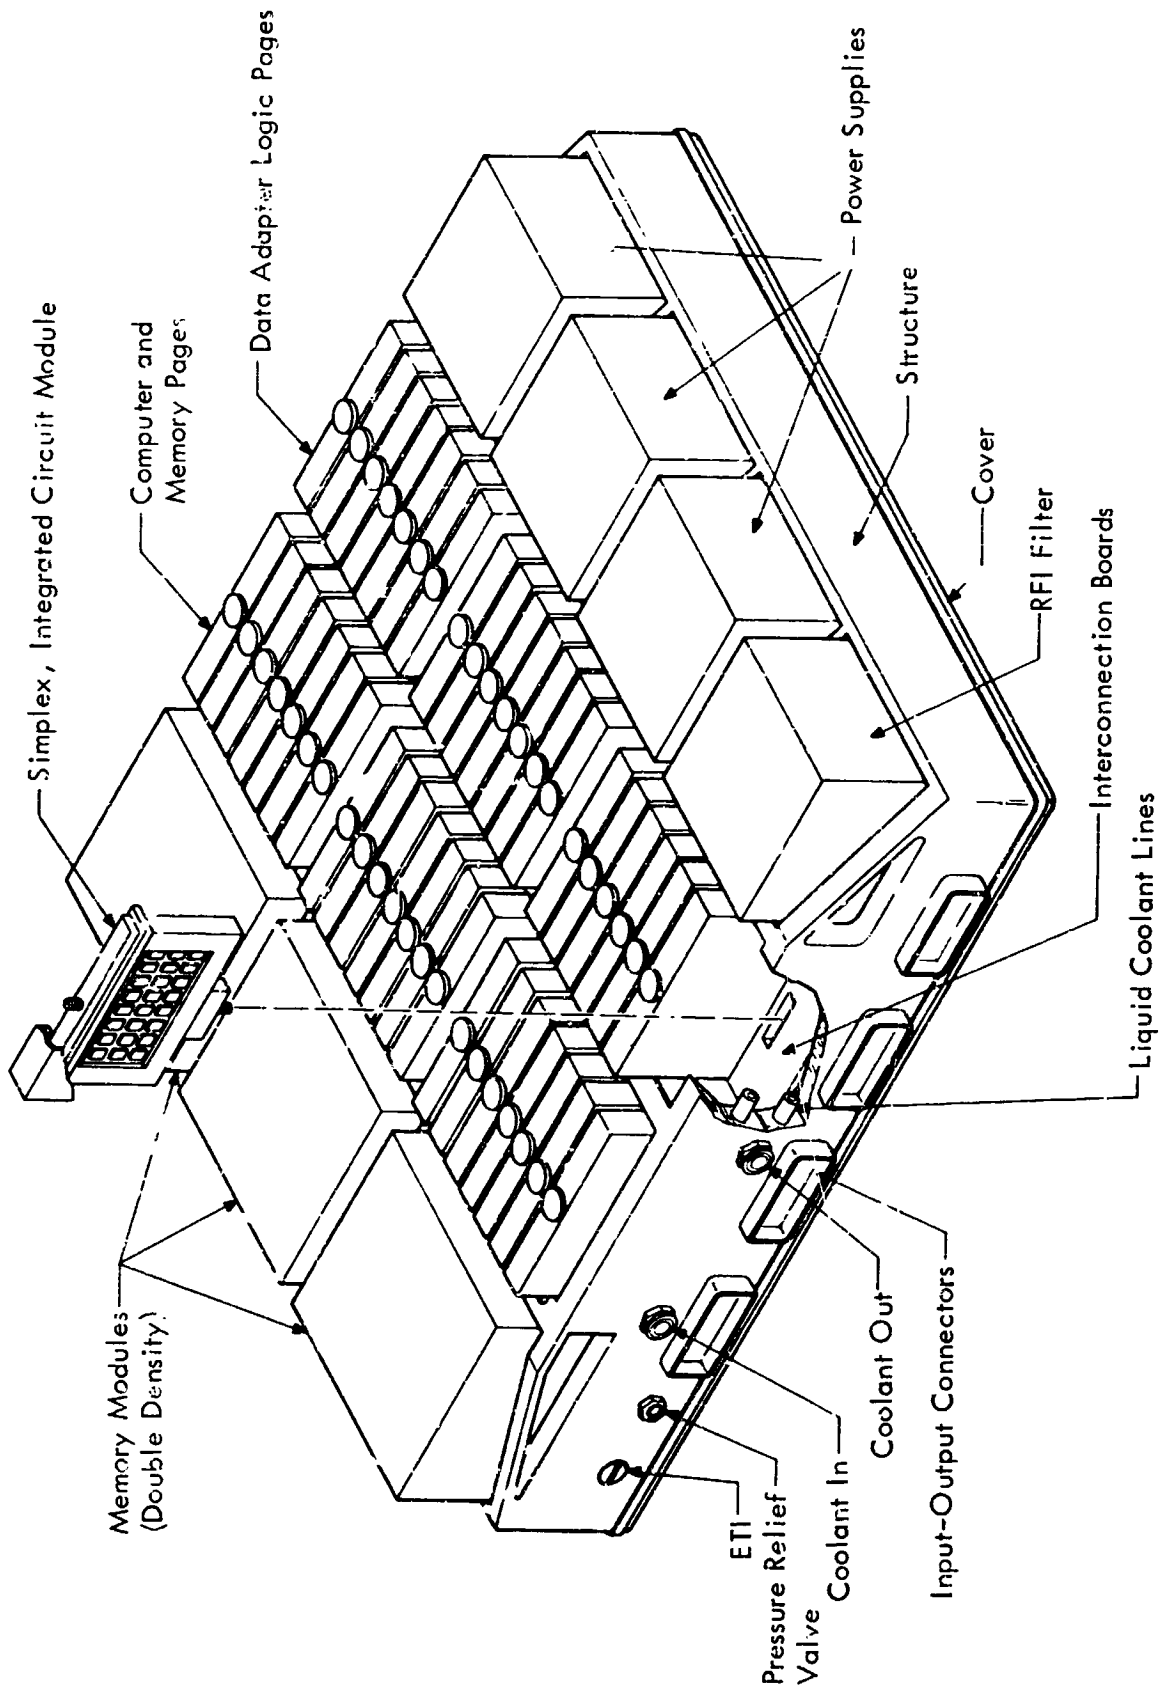 Simplex, Integrated Circuit Module
Computer and
Memory Pages
Data Adapter Logic Pages
Memory Modules
(Double Density)
Power Supplies
Structure
Cover
RFI Filter
Interconnection Boards
Liquid Coolant Lines
ETI
Pressure Relief
Valve
Coolant In
Coolant Out
Input-Output Connectors